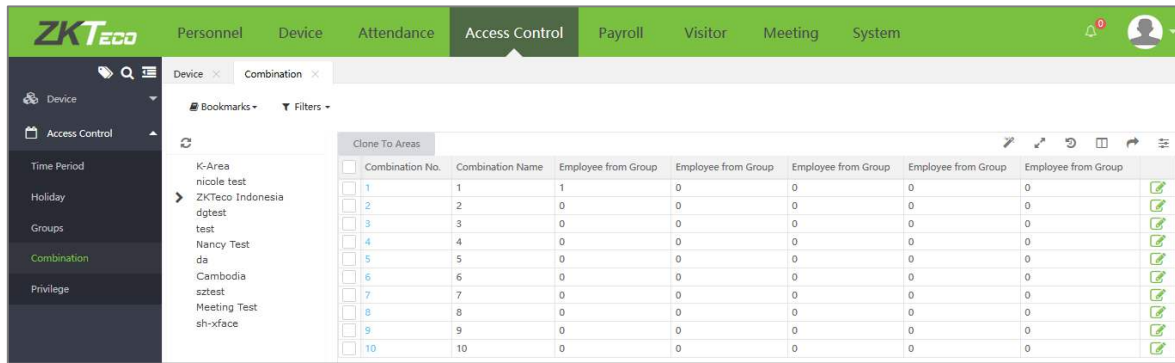 ZKTECO Personnel Device Attendance Access Control Payroll Visitor Meeting System 0
Device Combination
Device
Bookmarks Filters
Access Control
Clone To Areas
Time Period
Holiday
Groups
Combination
Privilege
K-Area
nicole test
ZKTeco Indonesia
dgtest
test
Nancy Test
da
Cambodia
sztest
Meeting Test
sh-xface
Combination No. Combination Name Employee from Group Employee from Group Employee from Group Employee from Group Employee from Group
1 1 1 0 0 0 0
2 2 0 0 0 0 0
3 3 0 0 0 0 0
4 4 0 0 0 0 0
5 5 0 0 0 0 0
6 6 0 0 0 0 0
7 7 0 0 0 0 0
8 8 0 0 0 0 0
9 9 0 0 0 0 0
10 10 0 0 0 0 0